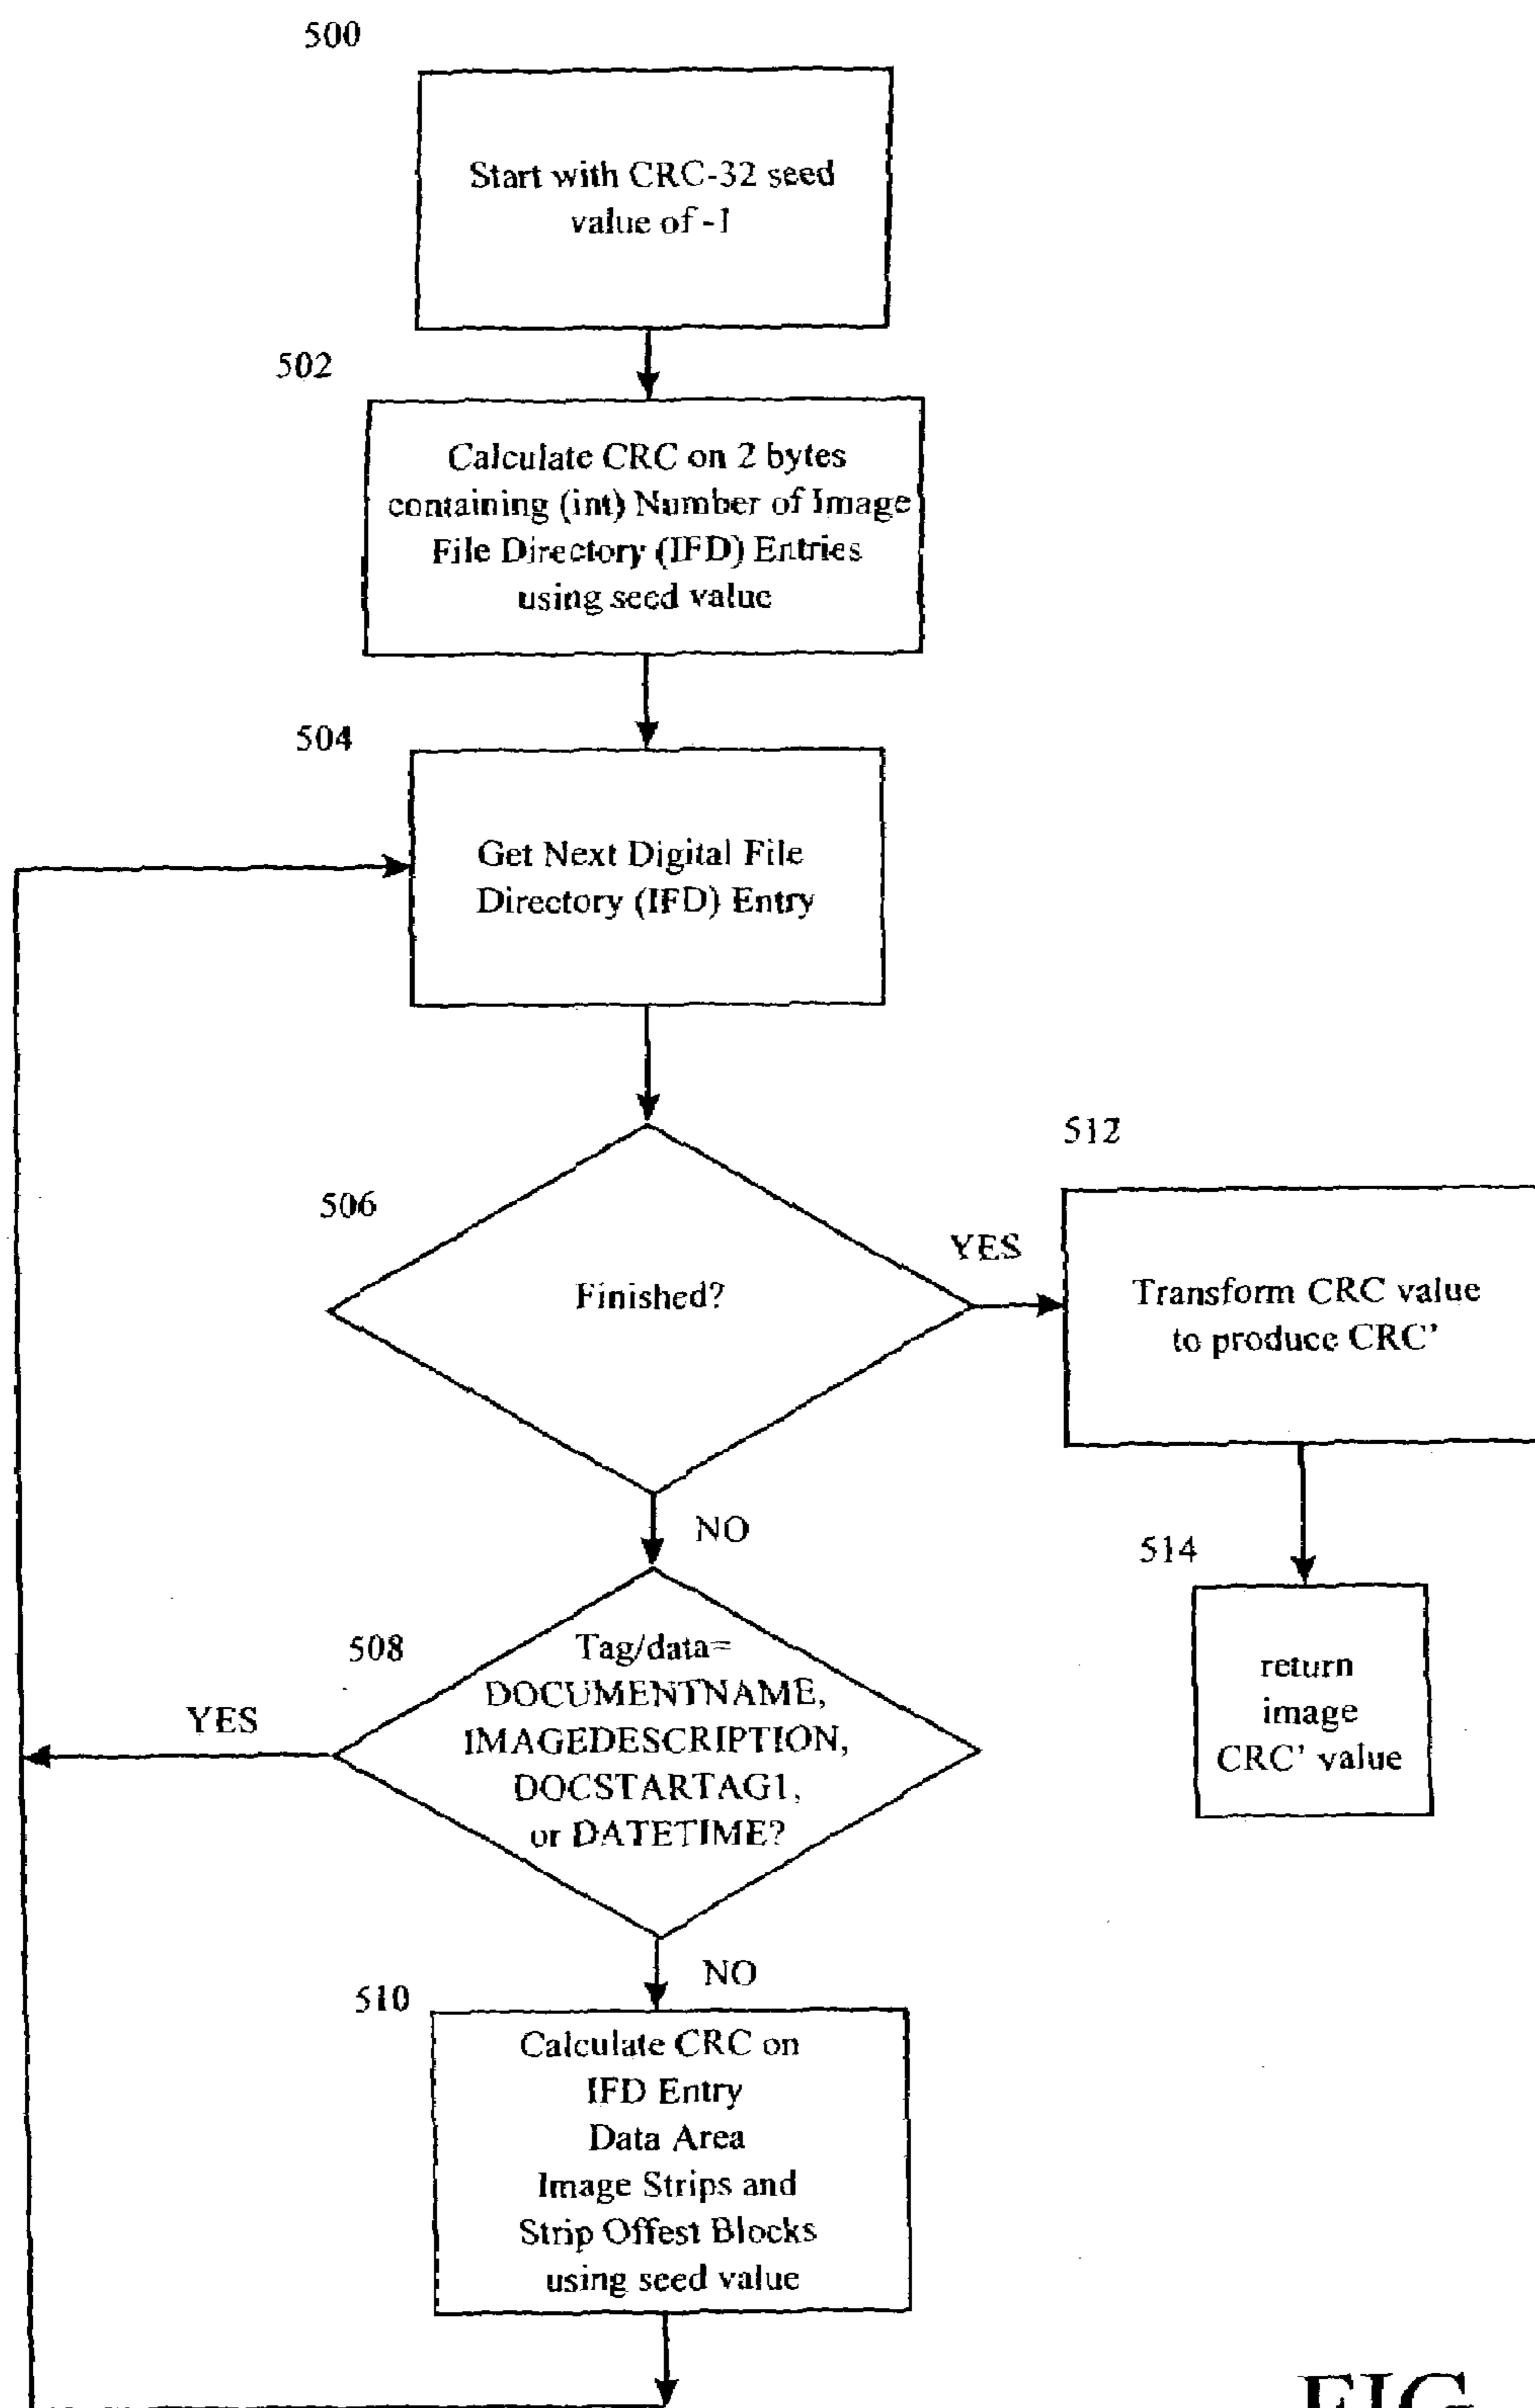 500
Start with CRC-32 seed
value of -1
502
Calculate CRC on 2 bytes
containing (int) Number of Image
File Directory (IFD) Entries
using seed value
504
Get Next Digital File
Directory (IFD) Entry
506
Finished?
YES
512
Transform CRC value
to produce CRC'
NO
514
return
image
CRC' value
508
Tag/data=
DOCUMENTNAME,
IMAGEDESCRIPTION,
DOCSTARTAG1,
or DATETIME?
YES
NO
510
Calculate CRC on
IFD Entry
Data Area
Image Strips and
Strip Offest Blocks
using seed value
FIG